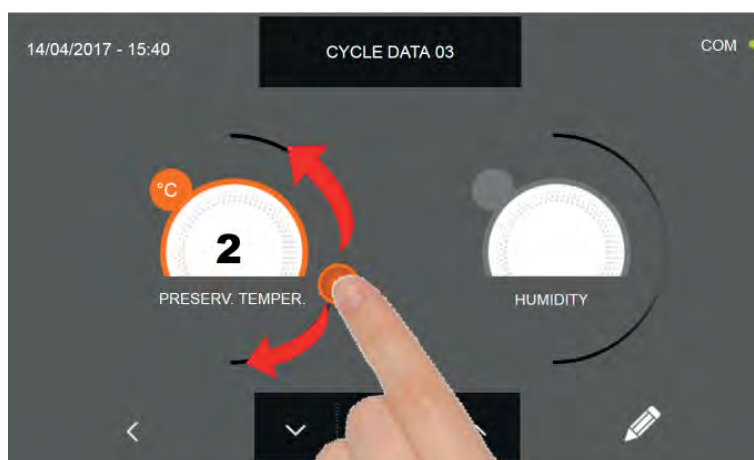 14/04/2017 - 15:40
CYCLE DATA 03
COM
°C
2
PRESERV. TEMPER.
HUMIDITY